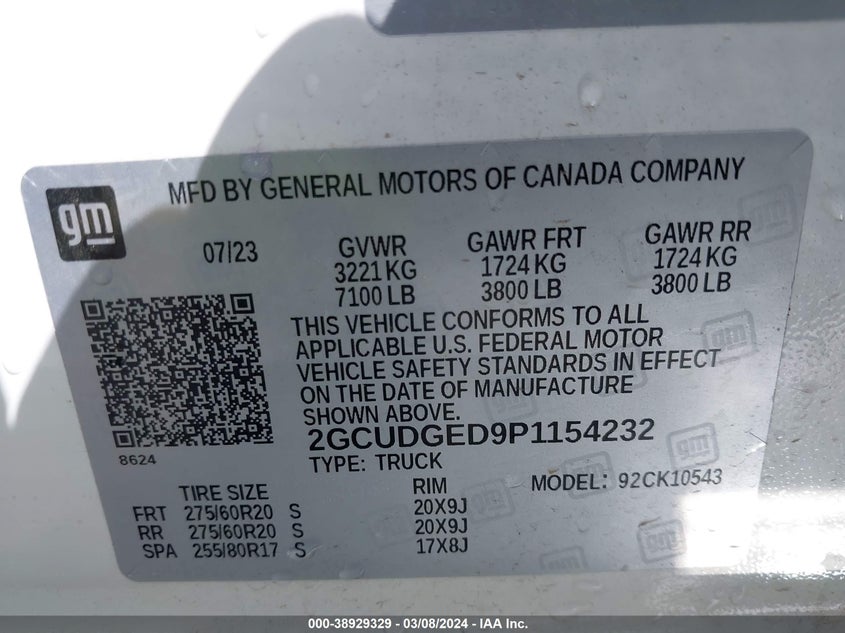 gm
MFD BY GENERAL MOTORS OF CANADA COMPANY
07/23
GVWR
3221 KG
7100 LB
GAWR FRT
1724 KG
3800 LB
GAWR RR
1724 KG
3800 LB
THIS VEHICLE CONFORMS TO ALL
APPLICABLE U.S. FEDERAL MOTOR
VEHICLE SAFETY STANDARDS IN EFFECT
ON THE DATE OF MANUFACTURE
SHOWN ABOVE.
8624
2GCUDGED9P1154232
TYPE: TRUCK
MODEL: 92CK10543
TIRE SIZE RIM
FRT 275/60R20 S 20X9J
RR 275/60R20 S 20X9J
SPA 255/80R17 S 17X8J
000-38929329 - 03/08/2024 - IAA Inc.